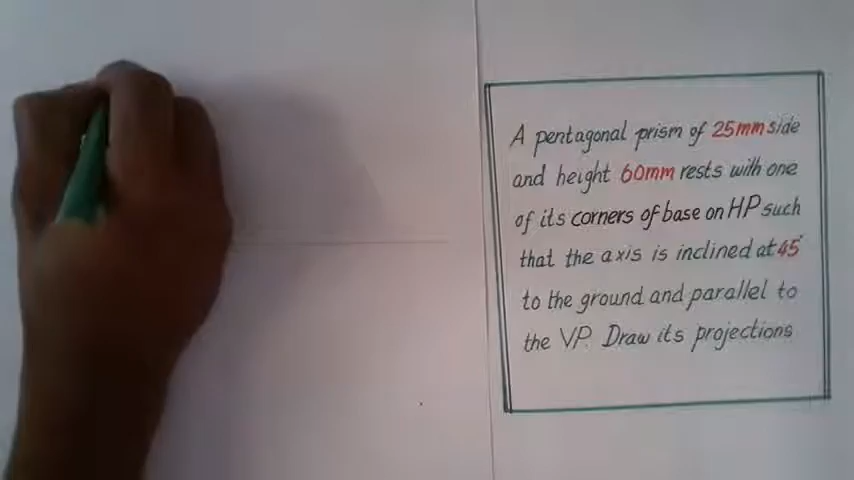 A pentagonal prism of 25mm side
and height 60mm rests with one
of its corners of base on HP such
that the axis is inclined at 45°
to the ground and parallel to
the VP. Draw its projections